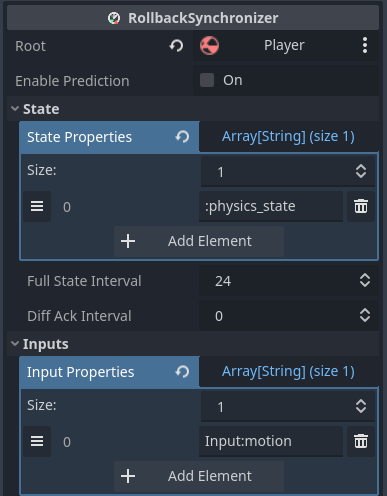 RollbackSynchronizer
Root Player
Enable Prediction On
State
State Properties Array[String] (size 1)
Size: 1
0 :physics_state
Add Element
Full State Interval 24
Diff Ack Interval 0
Inputs
Input Properties Array[String] (size 1)
Size: 1
0 Input:motion
Add Element